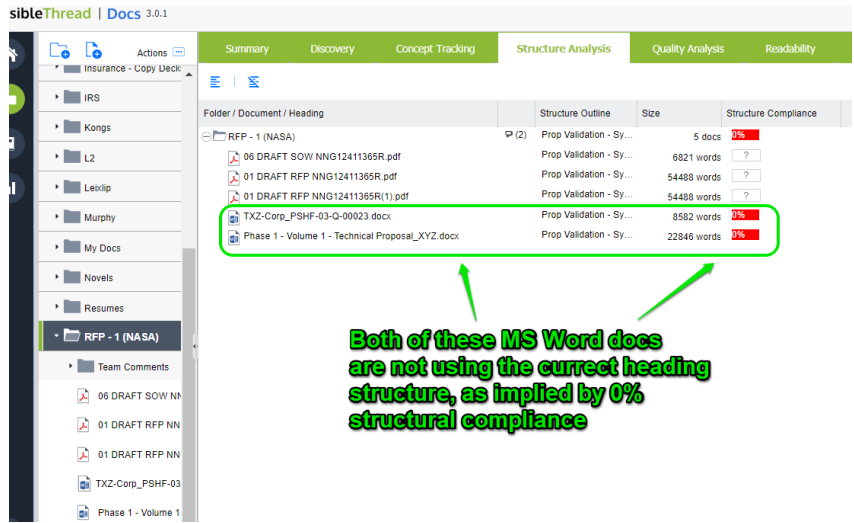 sibleThread | Docs 3.0.1
Actions
Summary
Discovery
Concept Tracking
Structure Analysis
Quality Analysis
Readability
Insurance - Copy Deck
IRS
Kongs
L2
Leixlip
Murphy
My Docs
Novels
Resumes
RFP - 1 (NASA)
Team Comments
06 DRAFT SOW NN
01 DRAFT RFP NN
01 DRAFT RFP NN
TXZ-Corp_PSHF-03
Phase 1 - Volume 1
Folder / Document / Heading Structure Outline Size Structure Compliance
RFP - 1 (NASA) (2) Prop Validation - Sy... 5 docs 0%
06 DRAFT SOW NNG12411365R.pdf Prop Validation - Sy... 6821 words ?
01 DRAFT RFP NNG12411365R.pdf Prop Validation - Sy... 54488 words ?
01 DRAFT RFP NNG12411365R(1).pdf Prop Validation - Sy... 54488 words ?
TXZ-Corp_PSHF-03-Q-00023.docx Prop Validation - Sy... 8582 words 0%
Phase 1 - Volume 1 - Technical Proposal_XYZ.docx Prop Validation - Sy... 22846 words 0%
Both of these MS Word docs
are not using the currect heading
structure, as implied by 0%
structural compliance